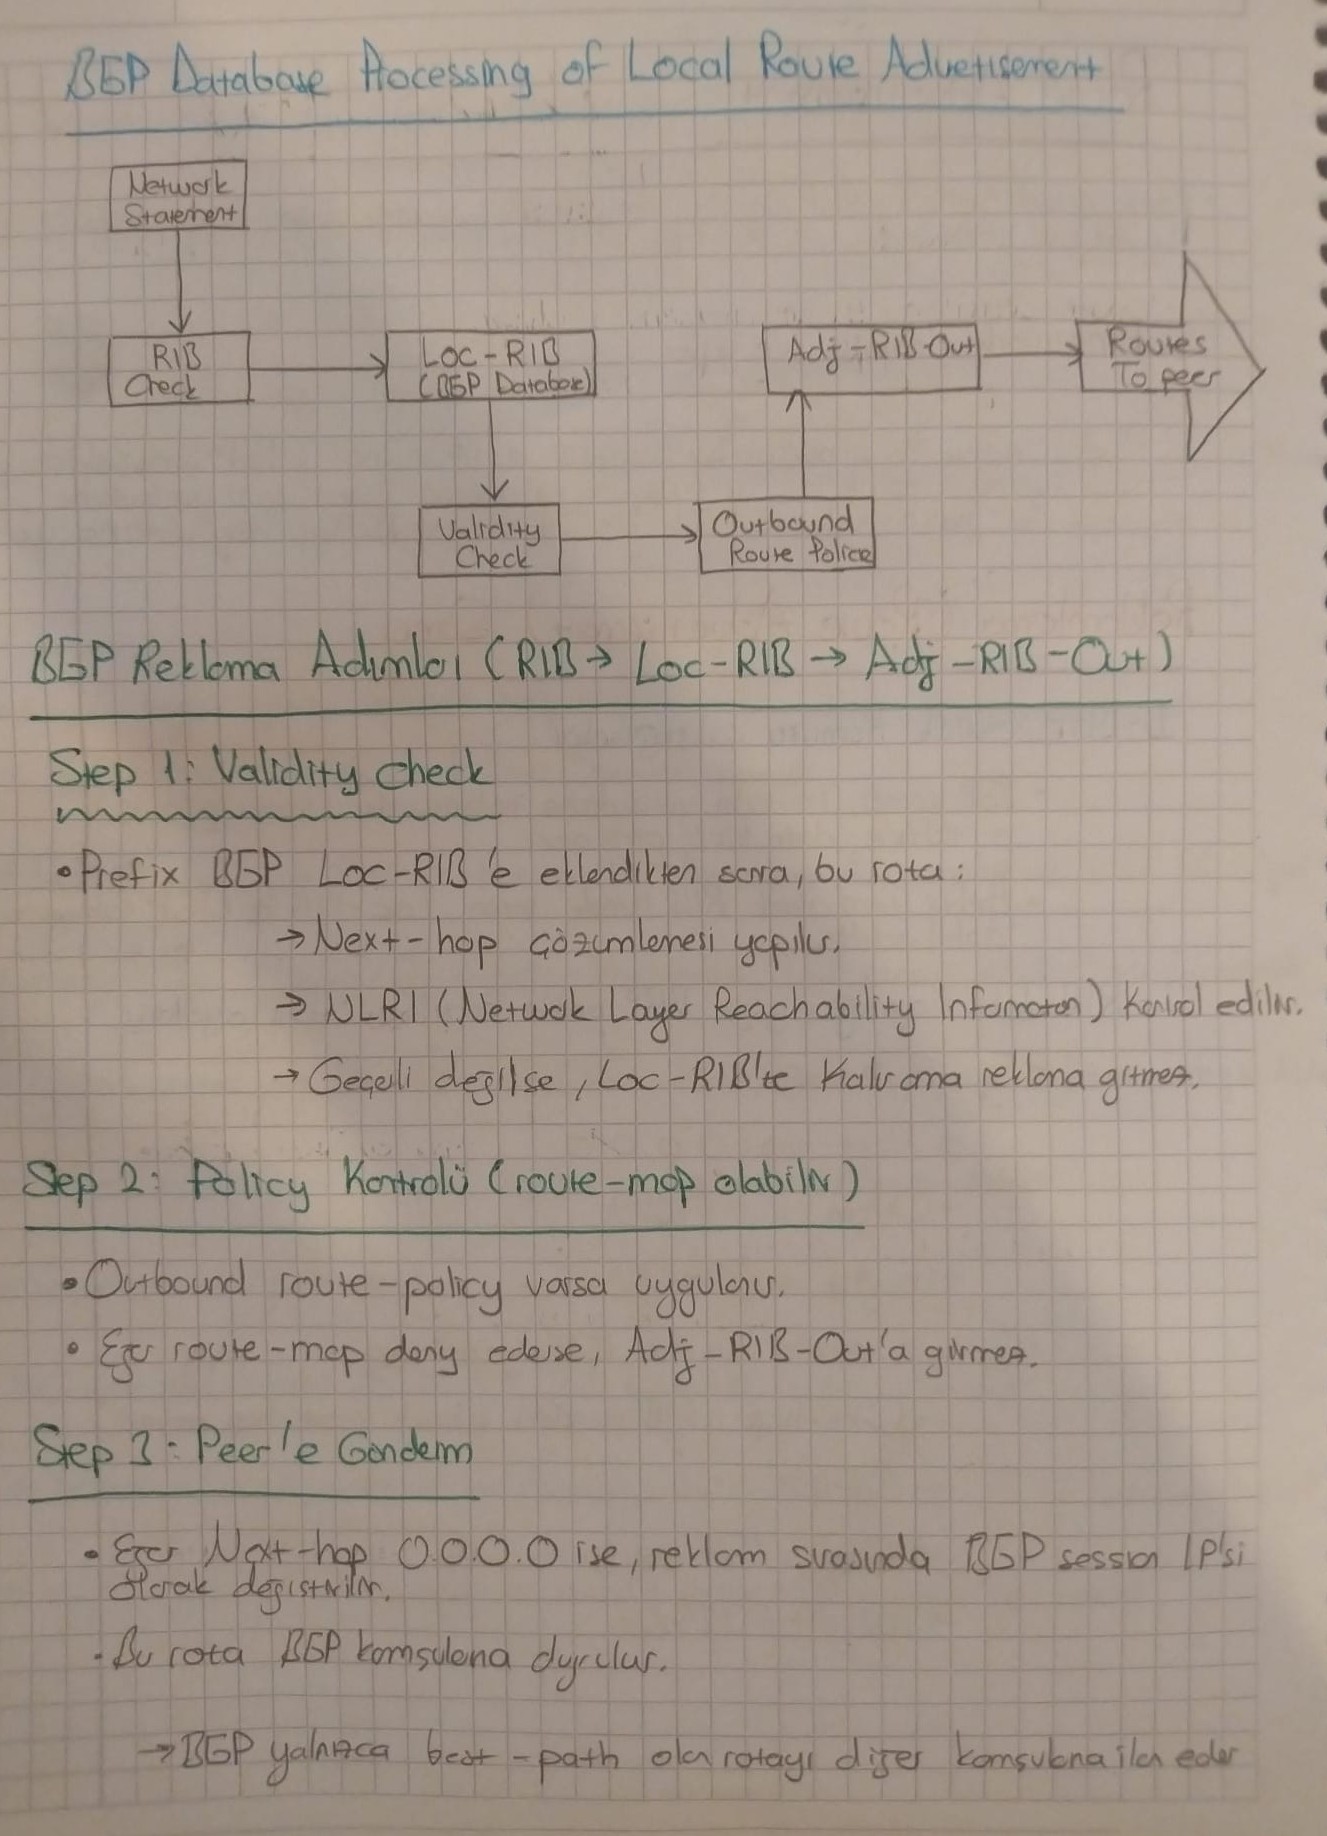 BGP Database Processing of Local Route Advetisement
Network
Statement
RIB
Check
Loc-RIB
(BGP Database)
Adj-RIB-Out
Routes
To peer
Validity
Check
Outbound
Route Police
BGP Reklama Adımları (RIB→ Loc-RIB → Adj-RIB-Out)
Step 1: Validity check
• Prefix BGP Loc-RIB'e eklendikten sonra, bu rota:
→ Next-hop çözümlemesi yapılır.
→ NLRI (Network Layer Reachability Information) Kontrol edilir.
→ Geçerli değilse, Loc-RIB'te Kalır ama reklama gitmez.
Step 2: Policy Kontrolü (route-map olabilir)
• Outbound route-policy varsa uygulanır.
• Eğer route-map deny ederse, Adj-RIB-Out'a girmez.
Step 3: Peer'e Gönderim
• Eğer Next-hop 0.0.0.0 ise, reklam sırasında BGP session IP'si
olarak değiştirilir.
• Bu rota BGP komşularına duyurulur.
→ BGP yalnızca best-path olan rotayı diğer komşularına ilan eder